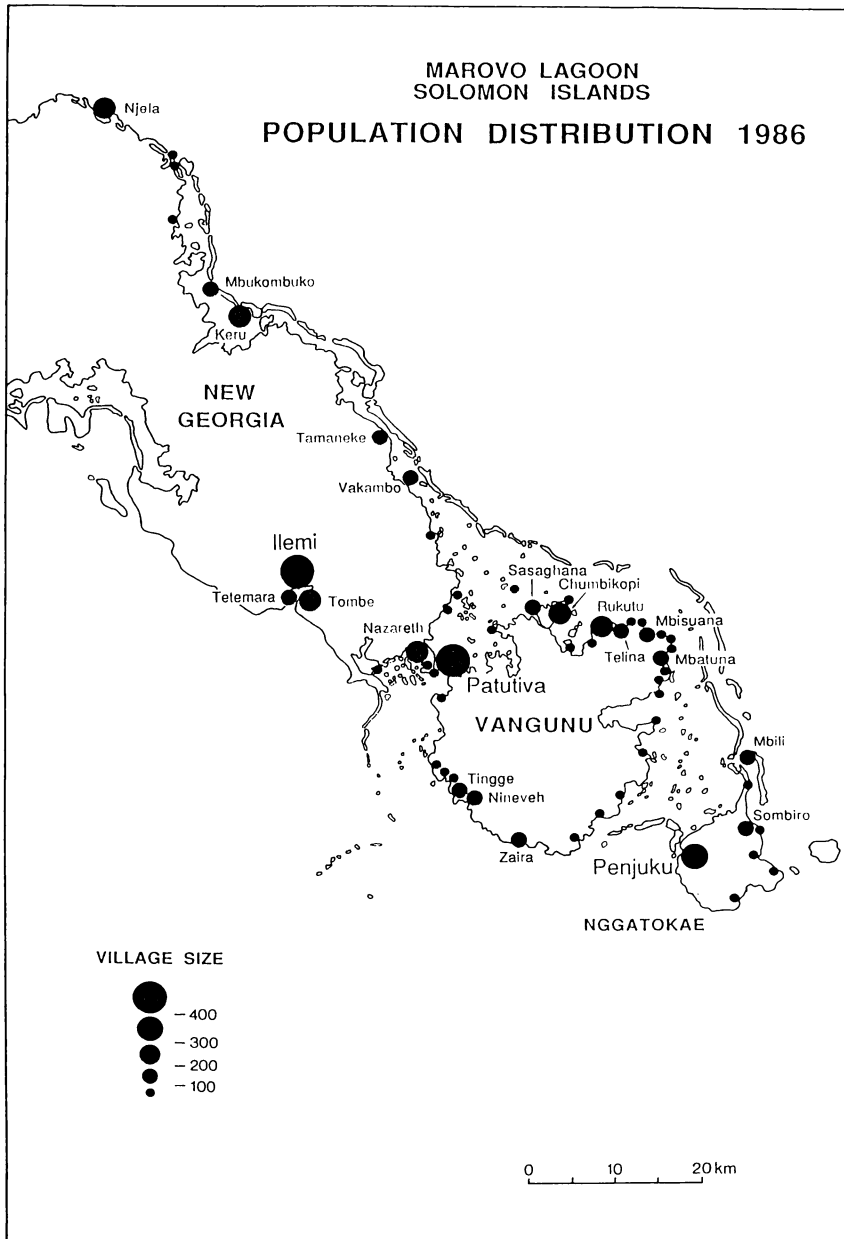 MAROVO LAGOON
SOLOMON ISLANDS
POPULATION DISTRIBUTION 1986
Njela
Mbukombuko
Keru
NEW
GEORGIA
Tamaneke
Vakambo
Ilemi
Sasaghana
Chumbikopi
Tetemara
Tombe
Rukutu
Mbisuana
Nazareth
Telina
Mbatuna
Patutiva
VANGUNU
Mbili
Tingge
Nineveh
Sombiro
Zaira
Penjuku
NGGATOKAE
VILLAGE SIZE
– 400
– 300
– 200
– 100
0 10 20 km